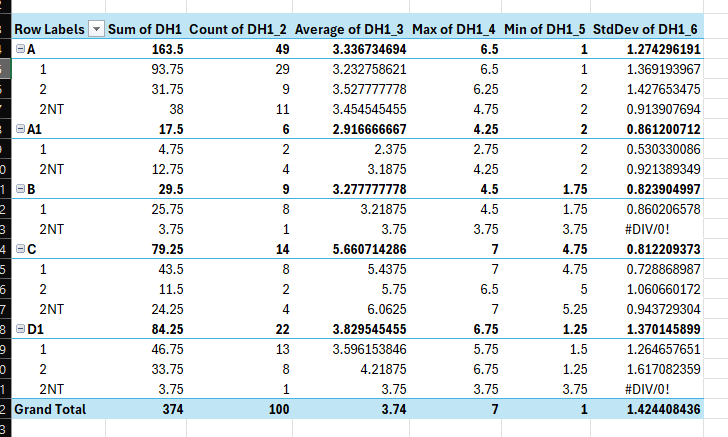 Row Labels Sum of DH1 Count of DH1_2 Average of DH1_3 Max of DH1_4 Min of DH1_5 StdDev of DH1_6
A 163.5 49 3.336734694 6.5 1 1.274296191
1 93.75 29 3.232758621 6.5 1 1.369193967
2 31.75 9 3.527777778 6.25 2 1.427653475
2NT 38 11 3.454545455 4.75 2 0.913907694
A1 17.5 6 2.916666667 4.25 2 0.861200712
1 4.75 2 2.375 2.75 2 0.530330086
2NT 12.75 4 3.1875 4.25 2 0.921389349
B 29.5 9 3.277777778 4.5 1.75 0.823904997
1 25.75 8 3.21875 4.5 1.75 0.860206578
2NT 3.75 1 3.75 3.75 3.75 #DIV/0!
C 79.25 14 5.660714286 7 4.75 0.812209373
1 43.5 8 5.4375 7 4.75 0.728868987
2 11.5 2 5.75 6.5 5 1.060660172
2NT 24.25 4 6.0625 7 5.25 0.943729304
D1 84.25 22 3.829545455 6.75 1.25 1.370145899
1 46.75 13 3.596153846 5.75 1.5 1.264657651
2 33.75 8 4.21875 6.75 1.25 1.617082359
2NT 3.75 1 3.75 3.75 3.75 #DIV/0!
Grand Total 374 100 3.74 7 1 1.424408436